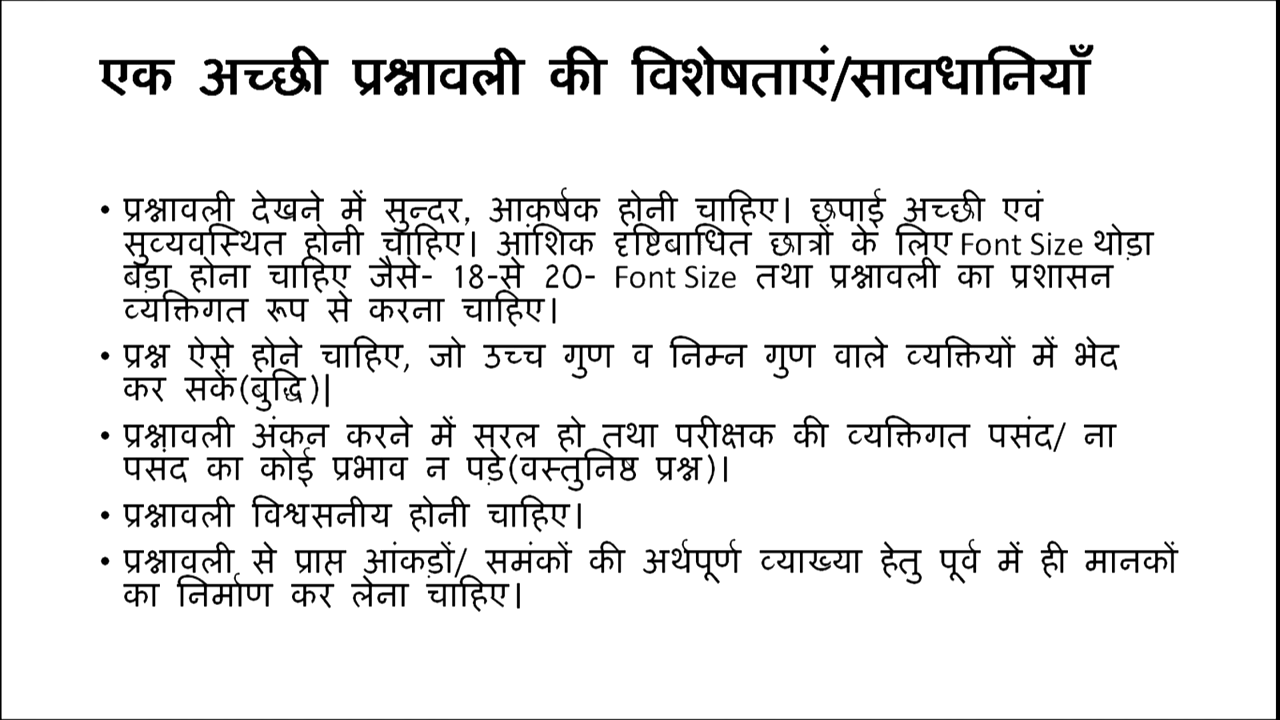 एक अच्छी प्रश्नावली की विशेषताएं/सावधानियाँ
• प्रश्नावली देखने में सुन्दर, आकर्षक होनी चाहिए। छपाई अच्छी एवं
सुव्यवस्थित होनी चाहिए। आंशिक दृष्टिबाधित छात्रों के लिए Font Size थोड़ा
बड़ा होना चाहिए जैसे- 18-से 20- Font Size तथा प्रश्नावली का प्रशासन
व्यक्तिगत रूप से करना चाहिए।
• प्रश्न ऐसे होने चाहिए, जो उच्च गुण व निम्न गुण वाले व्यक्तियों में भेद
कर सकें(बुद्धि)|
• प्रश्नावली अंकन करने में सरल हो तथा परीक्षक की व्यक्तिगत पसंद/ ना
पसंद का कोई प्रभाव न पड़े(वस्तुनिष्ठ प्रश्न)।
• प्रश्नावली विश्वसनीय होनी चाहिए।
• प्रश्नावली से प्राप्त आंकड़ों/ समंकों की अर्थपूर्ण व्याख्या हेतु पूर्व में ही मानकों
का निर्माण कर लेना चाहिए।